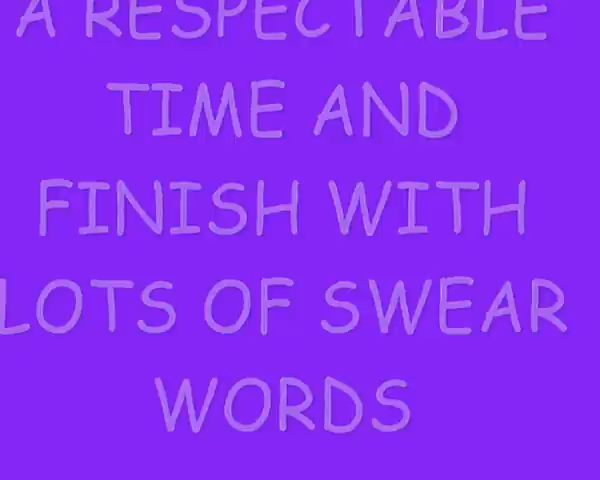 A RESPECTABLE
TIME AND
FINISH WITH
LOTS OF SWEAR
WORDS